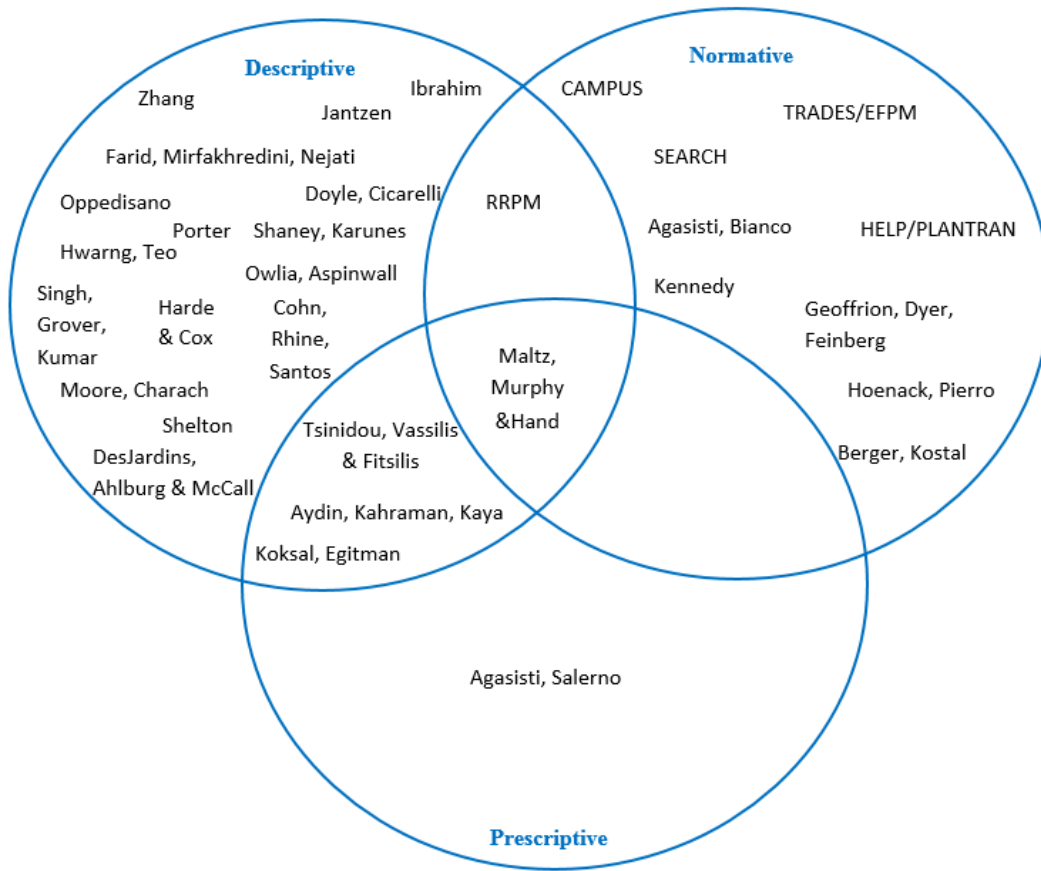 Normative
Descriptive
Ibrahim
CAMPUS
Zhang
Jantzen
TRADES/EFPM
Farid, Mirfakhredini, Nejati
SEARCH
Doyle, Cicarelli
Oppedisano
RRPM
Porter
Shaney, Karunes
Agasisti, Bianco
HELP/PLANTRAN
Hwarng, Teo
Owlia, Aspinwall
Kennedy
Singh,
Grover,
Kumar
Harde
& Cox
Cohn,
Rhine,
Santos
Geoffrion, Dyer,
Feinberg
Maltz,
Murphy
&Hand
Moore, Charach
Hoenack, Pierro
Shelton
Tsinidou, Vassilis
& Fitsilis
Berger, Kostal
DesJardins,
Ahlburg & McCall
Aydin, Kahraman, Kaya
Koksal, Egitman
Agasisti, Salerno
Prescriptive